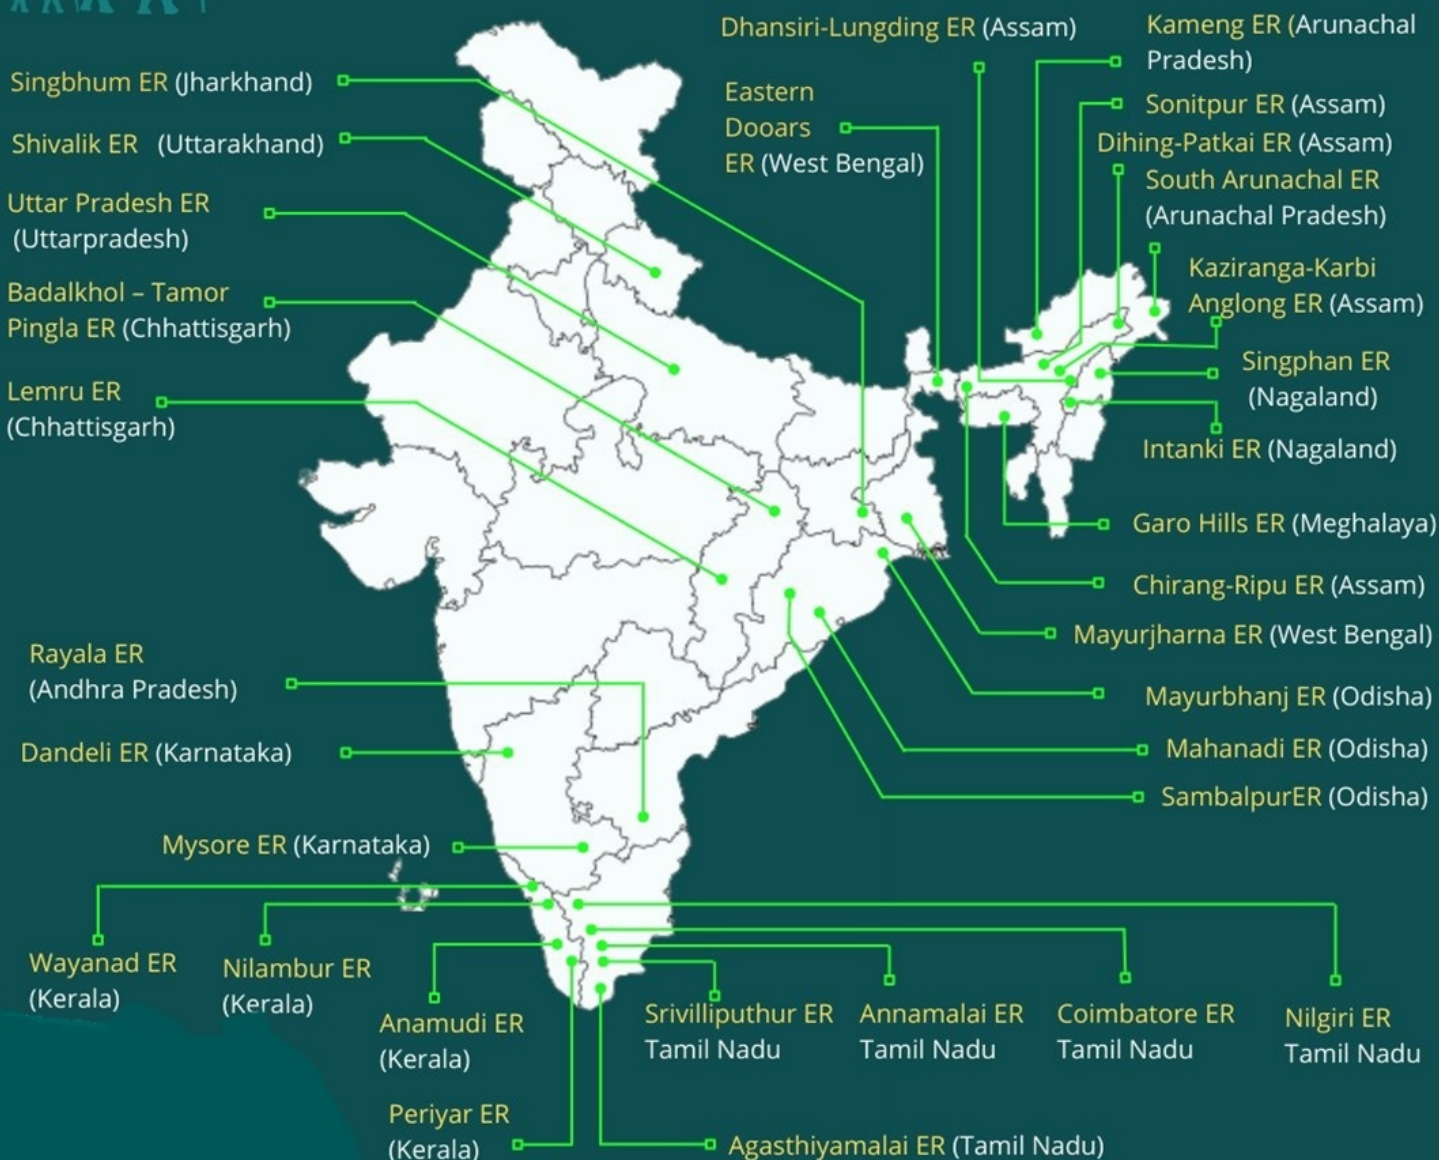 Singbhum ER (Jharkhand)
Shivalik ER (Uttarakhand)
Uttar Pradesh ER
(Uttarpradesh)
Badalkhol – Tamor
Pingla ER (Chhattisgarh)
Lemru ER
(Chhattisgarh)
Rayala ER
(Andhra Pradesh)
Dandeli ER (Karnataka)
Mysore ER (Karnataka)
Wayanad ER
(Kerala)
Nilambur ER
(Kerala)
Anamudi ER
(Kerala)
Periyar ER
(Kerala)
Dhansiri-Lungding ER (Assam)
Eastern
Dooars
ER (West Bengal)
Kameng ER (Arunachal
Pradesh)
Sonitpur ER (Assam)
Dihing-Patkai ER (Assam)
South Arunachal ER
(Arunachal Pradesh)
Kaziranga-Karbi
Anglong ER (Assam)
Singphan ER
(Nagaland)
Intanki ER (Nagaland)
Garo Hills ER (Meghalaya)
Chirang-Ripu ER (Assam)
Mayurjharna ER (West Bengal)
Mayurbhanj ER (Odisha)
Mahanadi ER (Odisha)
SambalpurER (Odisha)
Srivilliputhur ER
Tamil Nadu
Annamalai ER
Tamil Nadu
Coimbatore ER
Tamil Nadu
Nilgiri ER
Tamil Nadu
Agasthiyamalai ER (Tamil Nadu)